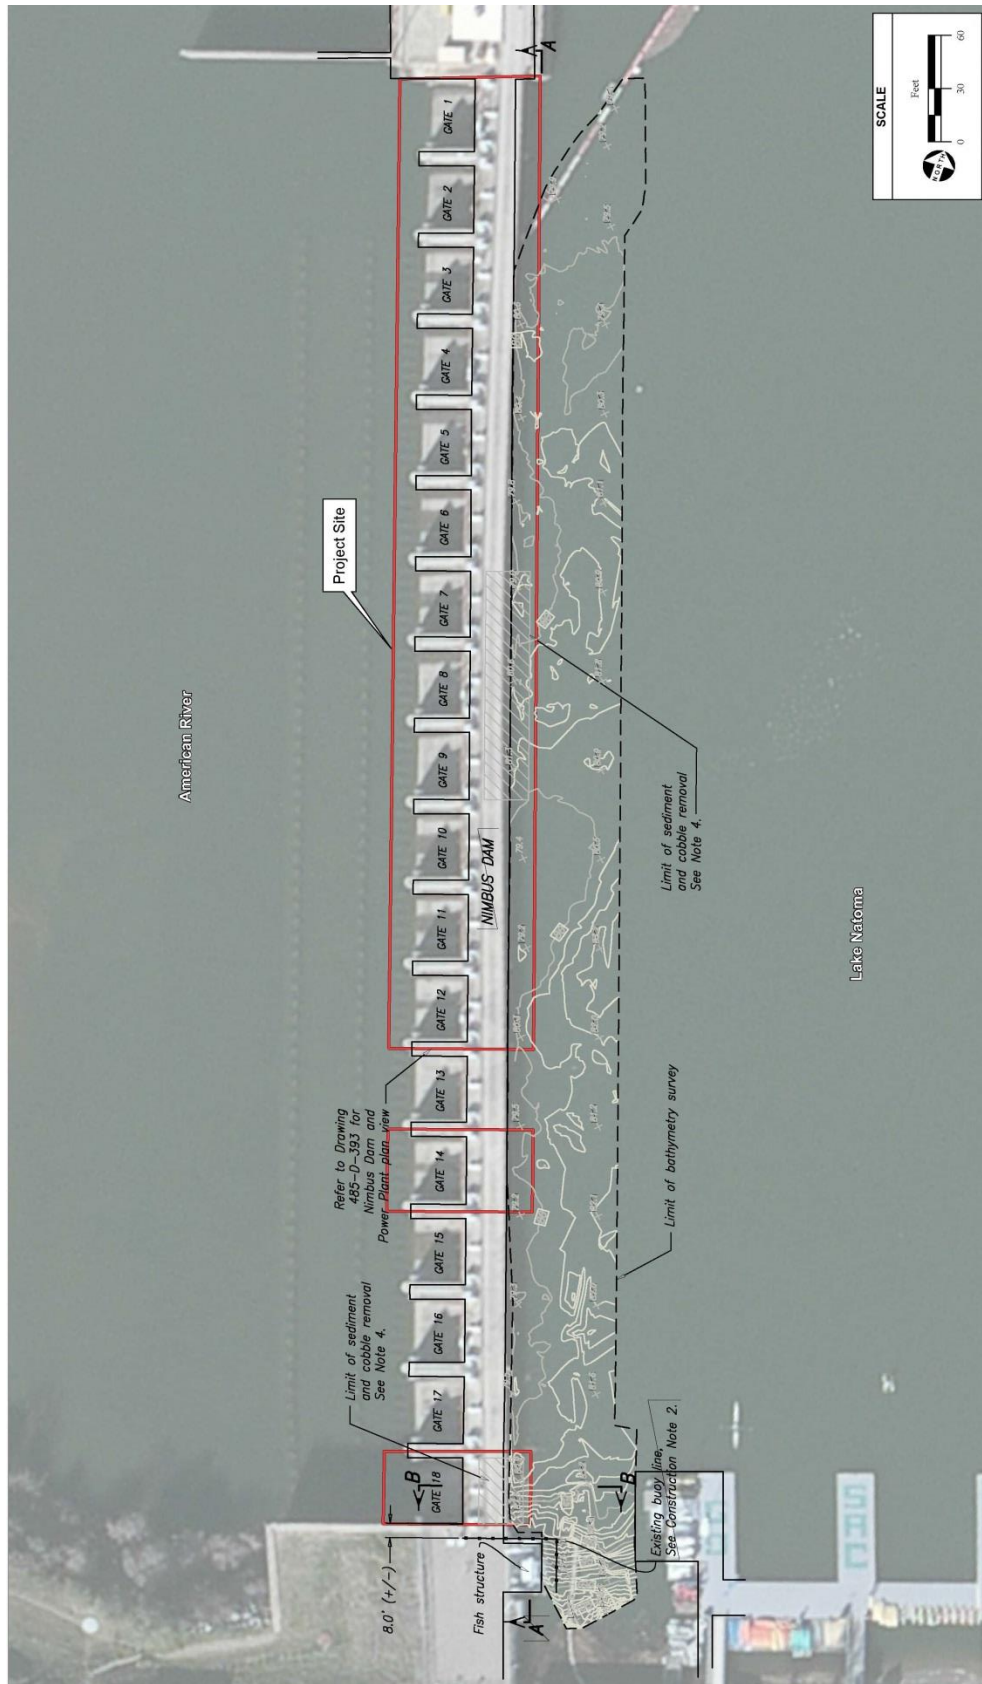 SCALE
Feet
0 30 60
NORTH
A
A
GATE 1
GATE 2
GATE 3
GATE 4
GATE 5
GATE 6
GATE 7
GATE 8
GATE 9
GATE 10
GATE 11
GATE 12
GATE 13
GATE 14
GATE 15
GATE 16
GATE 17
GATE 18
Project Site
American River
NIMBUS DAM
Limit of sediment
and cobble removal
See Note 4.
Lake Natoma
Refer to Drawing
485-D-393 for
Nimbus Dam and
Power Plant plan view
Limit of bathymetry survey
Limit of sediment
and cobble removal
See Note 4.
B
B
8.0' (+/-)
Fish structure
Existing buoy line,
See Construction Note 2.
A
A
79.4